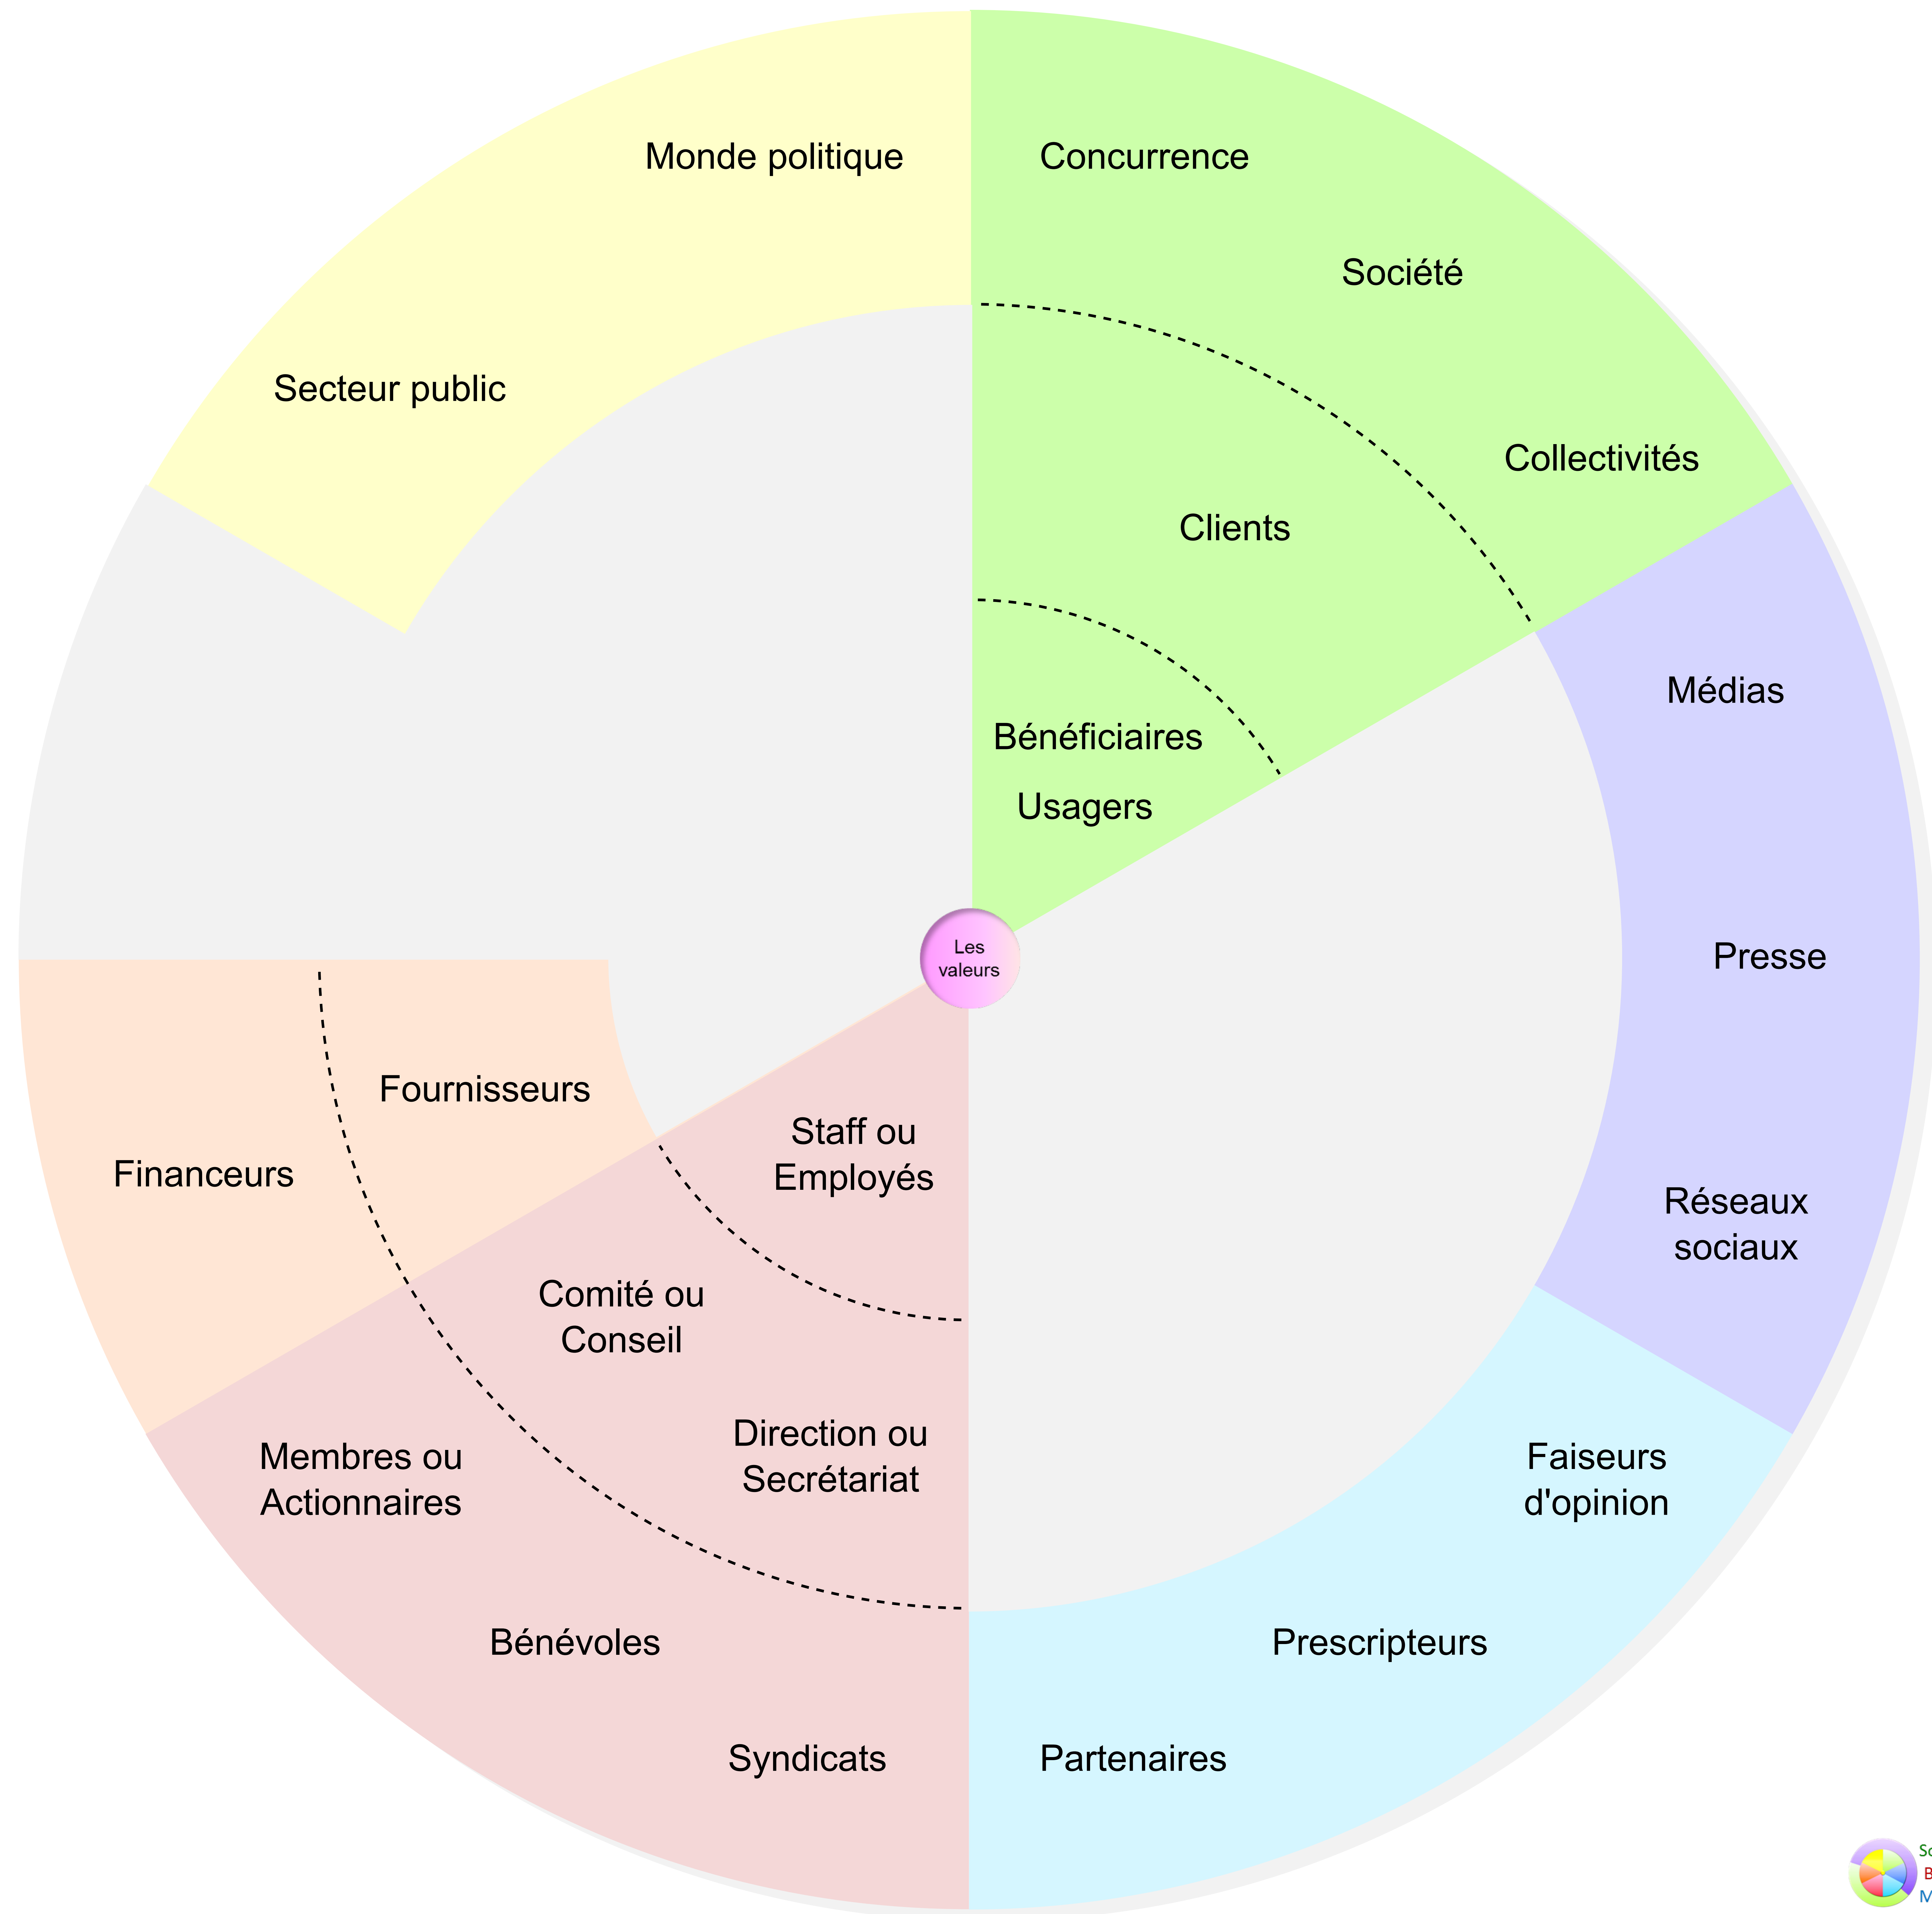 Monde politique
Concurrence
Société
Secteur public
Collectivités
Clients
Médias
Bénéficiaires
Usagers
Les
valeurs
Presse
Fournisseurs
Staff ou
Employés
Financeurs
Réseaux
sociaux
Comité ou
Conseil
Direction ou
Secrétariat
Membres ou
Actionnaires
Faiseurs
d'opinion
Bénévoles
Prescripteurs
Syndicats
Partenaires